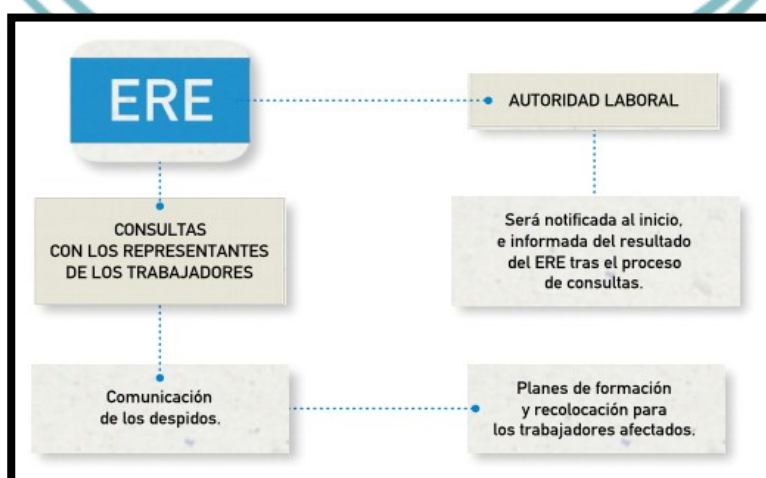 ERE
AUTORIDAD LABORAL
CONSULTAS
CON LOS REPRESENTANTES
DE LOS TRABAJADORES
Será notificada al inicio,
e informada del resultado
del ERE tras el proceso
de consultas.
Comunicación
de los despidos.
Planes de formación
y recolocación para
los trabajadores afectados.